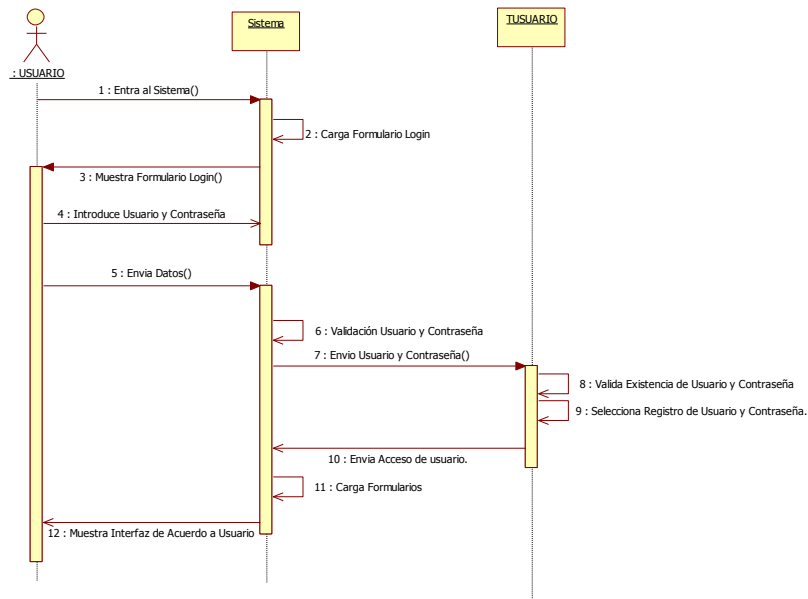 Sistema
TUSUARIO
: USUARIO
1 : Entra al Sistema()
2 : Carga Formulario Login
3 : Muestra Formulario Login()
4 : Introduce Usuario y Contraseña
5 : Envia Datos()
6 : Validación Usuario y Contraseña
7 : Envio Usuario y Contraseña()
8 : Valida Existencia de Usuario y Contraseña
9 : Selecciona Registro de Usuario y Contraseña.
10 : Envia Acceso de usuario.
11 : Carga Formularios
12 : Muestra Interfaz de Acuerdo a Usuario